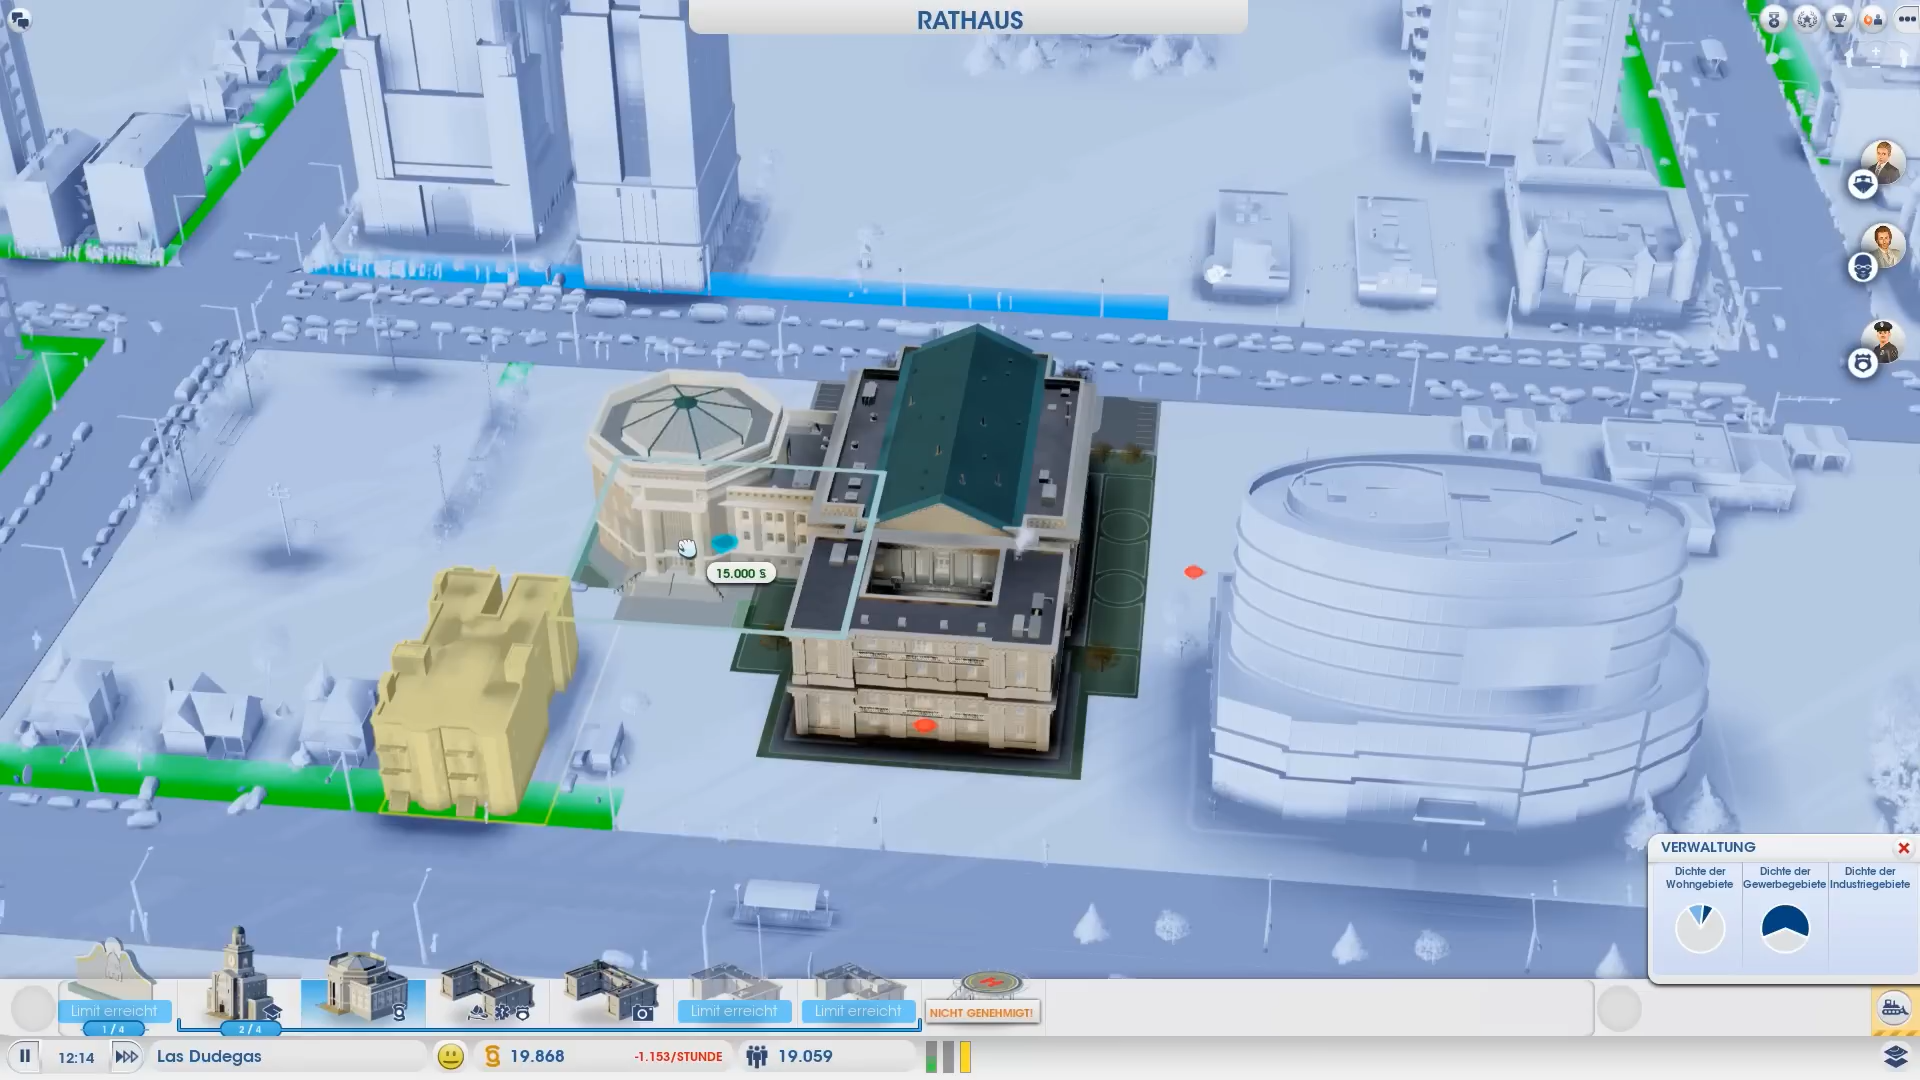 RATHAUS
15.000 §
VERWALTUNG
Dichte der Wohngebiete
Dichte der Gewerbegebiete
Dichte der Industriegebiete
Limit erreicht
1 / 4
2 / 4
Limit erreicht
Limit erreicht
NICHT GENEHMIGT!
12:14
Las Dudegas
19.868
-1.153/STUNDE
19.059